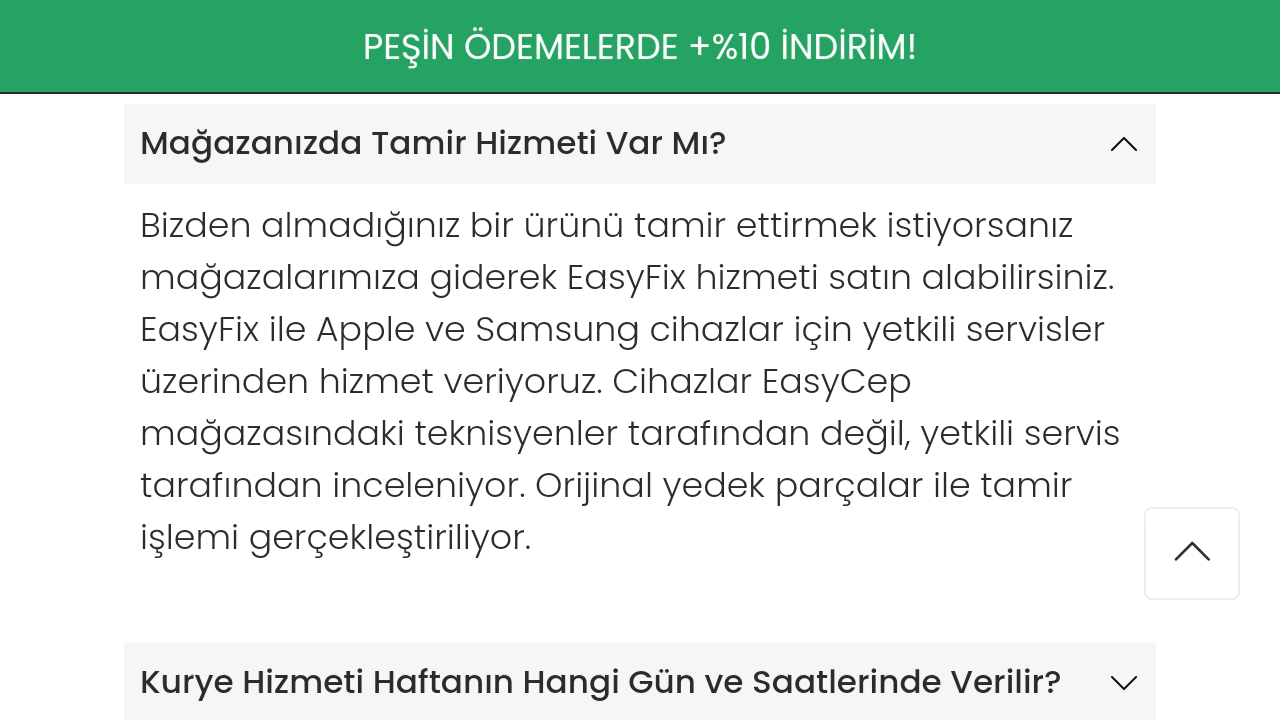 PEŞİN ÖDEMELERDE +%10 İNDİRİM!
Mağazanızda Tamir Hizmeti Var Mı?
Bizden almadığınız bir ürünü tamir ettirmek istiyorsanız
mağazalarımıza giderek EasyFix hizmeti satın alabilirsiniz.
EasyFix ile Apple ve Samsung cihazlar için yetkili servisler
üzerinden hizmet veriyoruz. Cihazlar EasyCep
mağazasındaki teknisyenler tarafından değil, yetkili servis
tarafından inceleniyor. Orijinal yedek parçalar ile tamir
işlemi gerçekleştiriliyor.
Kurye Hizmeti Haftanın Hangi Gün ve Saatlerinde Verilir?